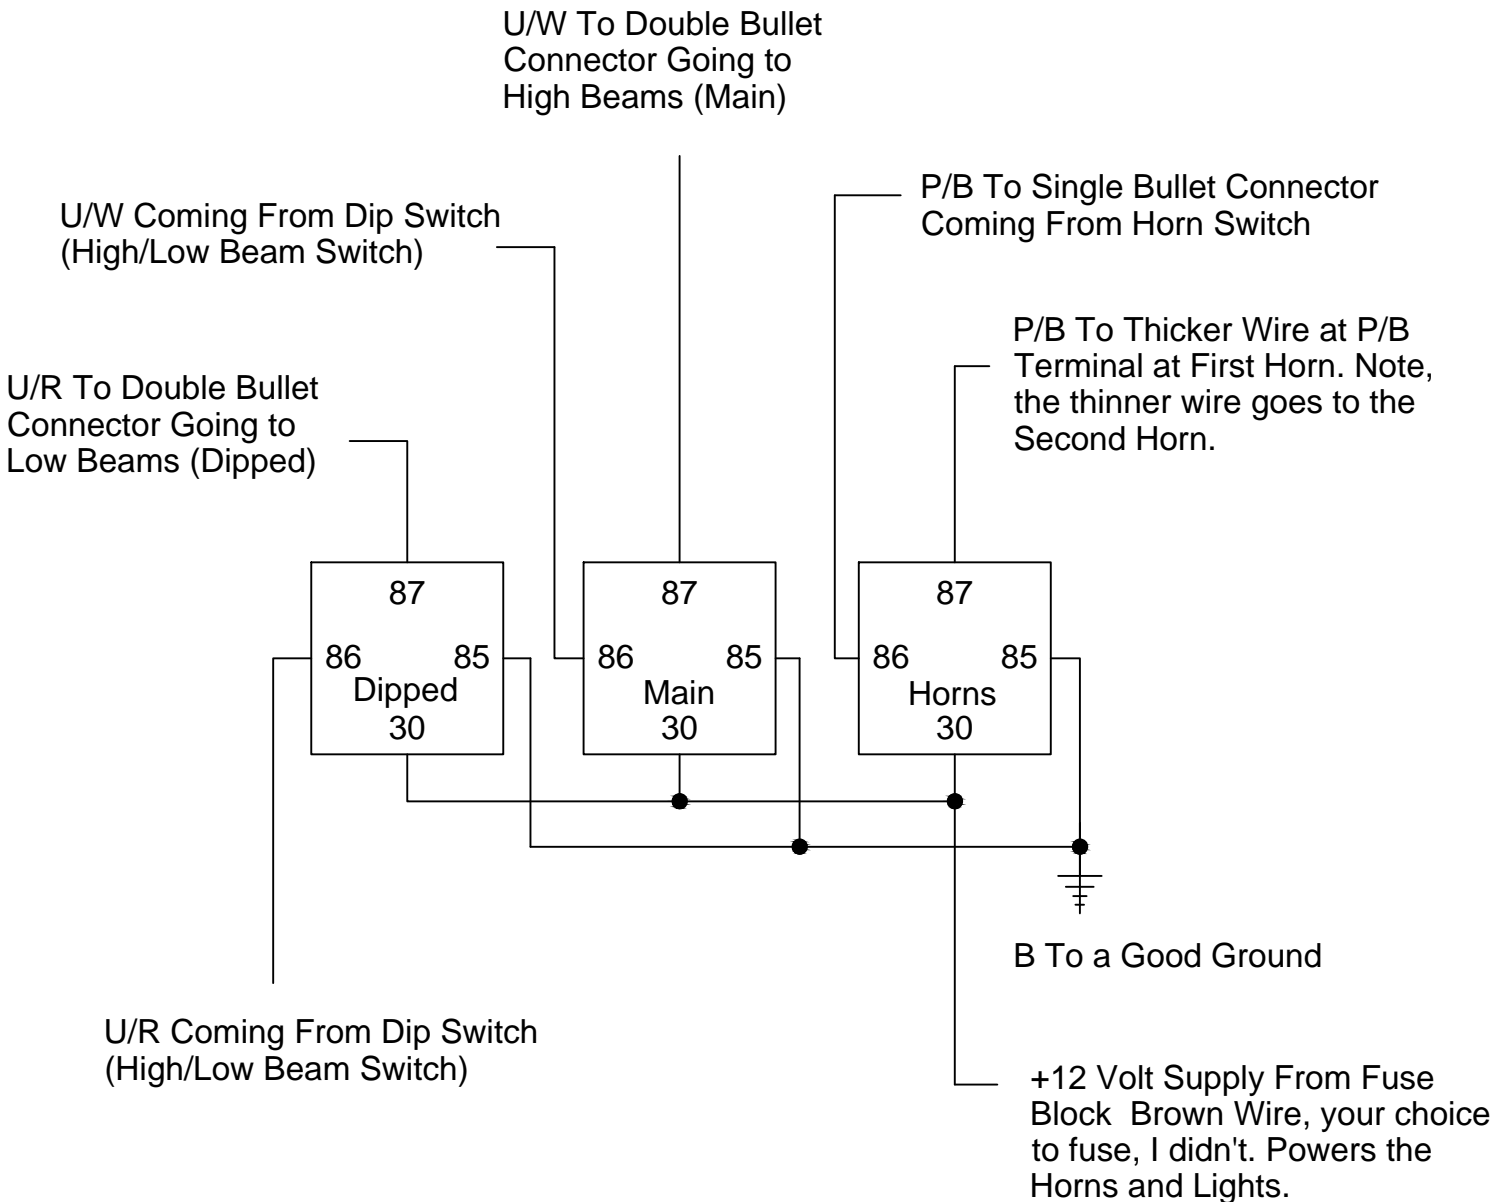 U/W To Double Bullet
Connector Going to
High Beams (Main)
U/W Coming From Dip Switch
(High/Low Beam Switch)
P/B To Single Bullet Connector
Coming From Horn Switch
U/R To Double Bullet
Connector Going to
Low Beams (Dipped)
P/B To Thicker Wire at P/B
Terminal at First Horn. Note,
the thinner wire goes to the
Second Horn.
87
86 85
Dipped
30
87
86 85
Main
30
87
86 85
Horns
30
B To a Good Ground
U/R Coming From Dip Switch
(High/Low Beam Switch)
+12 Volt Supply From Fuse
Block  Brown Wire, your choice
to fuse, I didn't. Powers the
Horns and Lights.